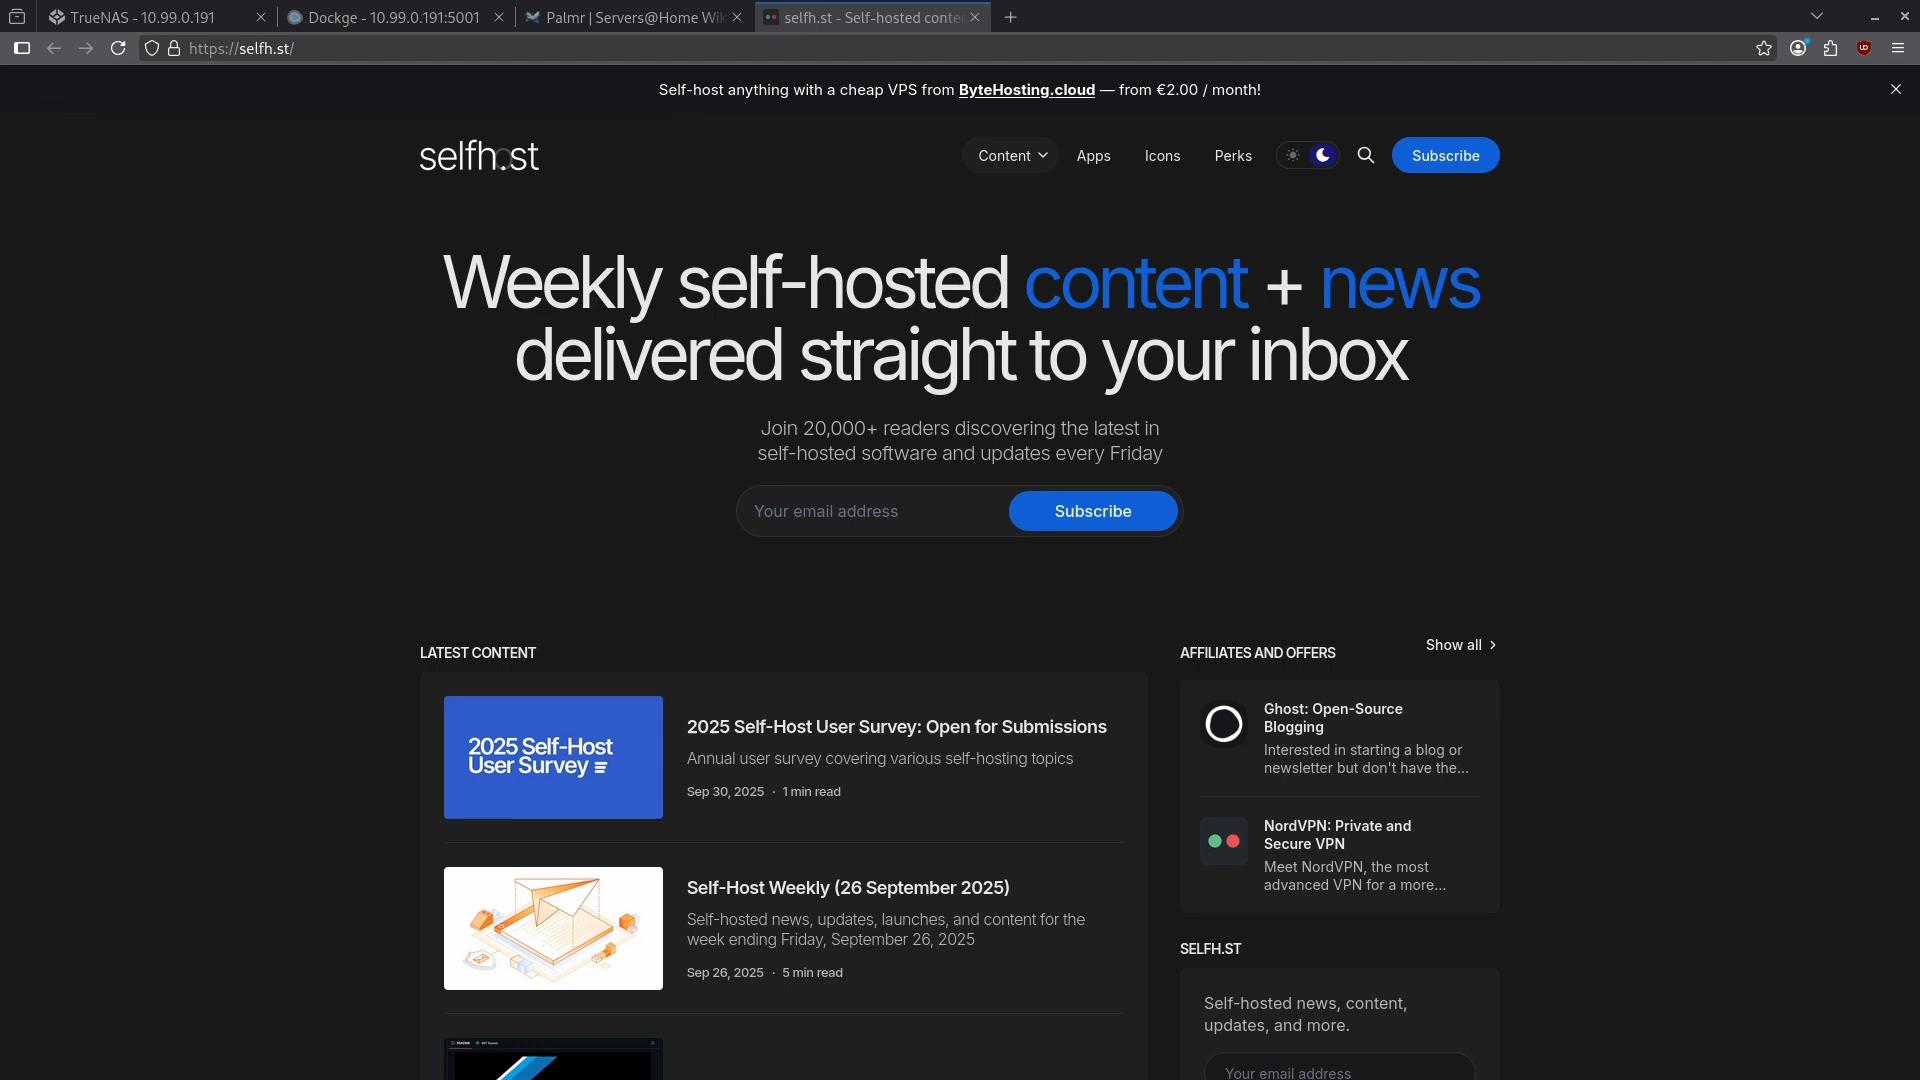 TrueNAS - 10.99.0.191
Dockge - 10.99.0.191:5001
Palmr | Servers@Home Wik
selfh.st - Self-hosted conte
https://selfh.st/
Self-host anything with a cheap VPS from ByteHosting.cloud — from €2.00 / month!
selfh.st
Content
Apps
Icons
Perks
Subscribe
Weekly self-hosted content + news
delivered straight to your inbox
Join 20,000+ readers discovering the latest in
self-hosted software and updates every Friday
Your email address
Subscribe
LATEST CONTENT
2025 Self-Host
User Survey
2025 Self-Host User Survey: Open for Submissions
Annual user survey covering various self-hosting topics
Sep 30, 2025 · 1 min read
Self-Host Weekly (26 September 2025)
Self-hosted news, updates, launches, and content for the
week ending Friday, September 26, 2025
Sep 26, 2025 · 5 min read
README
AFFILIATES AND OFFERS
Show all
Ghost: Open-Source
Blogging
Interested in starting a blog or
newsletter but don't have the...
NordVPN: Private and
Secure VPN
Meet NordVPN, the most
advanced VPN for a more...
SELFH.ST
Self-hosted news, content,
updates, and more.
Your email address